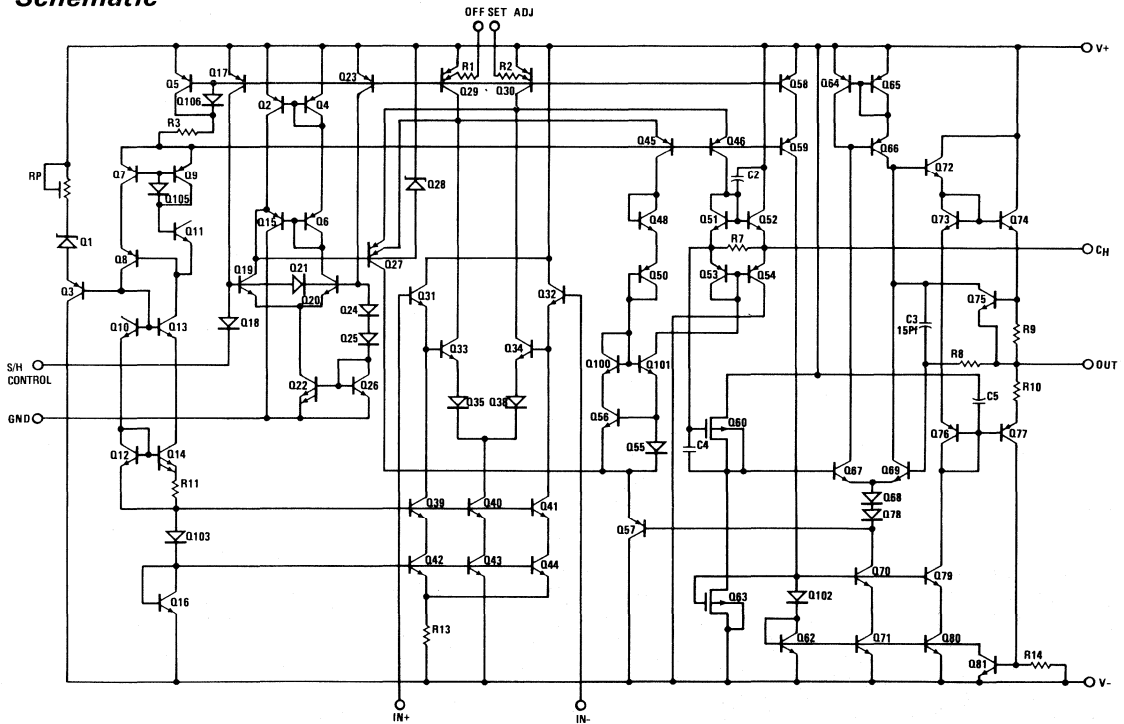 Schematic
OFF SET ADJ
V+
R1
R2
Q5
Q17
Q23
Q29
Q30
Q58
Q64
Q65
Q106
Q2
Q4
R3
Q45
Q46
Q59
Q66
Q72
RP
Q7
Q9
Q28
C2
Q105
Q48
Q51
Q52
Q73
Q74
Q11
Q15
Q6
Q1
R7
CH
Q8
Q27
Q50
Q53
Q54
Q19
Q21
Q20
Q3
Q31
Q32
Q75
Q24
C3
15Pf
R9
Q10
Q13
Q18
Q25
Q33
Q34
S/H
CONTROL
Q100
Q101
R8
OUT
Q22
Q26
R10
Q35
Q38
C5
GND
Q56
Q60
Q76
Q77
Q12
Q14
Q55
C4
Q67
Q69
R11
Q68
Q78
Q39
Q40
Q41
Q57
Q103
Q42
Q43
Q44
Q70
Q79
Q16
Q63
Q102
R13
Q62
Q71
Q80
Q81
R14
V-
IN+
IN-